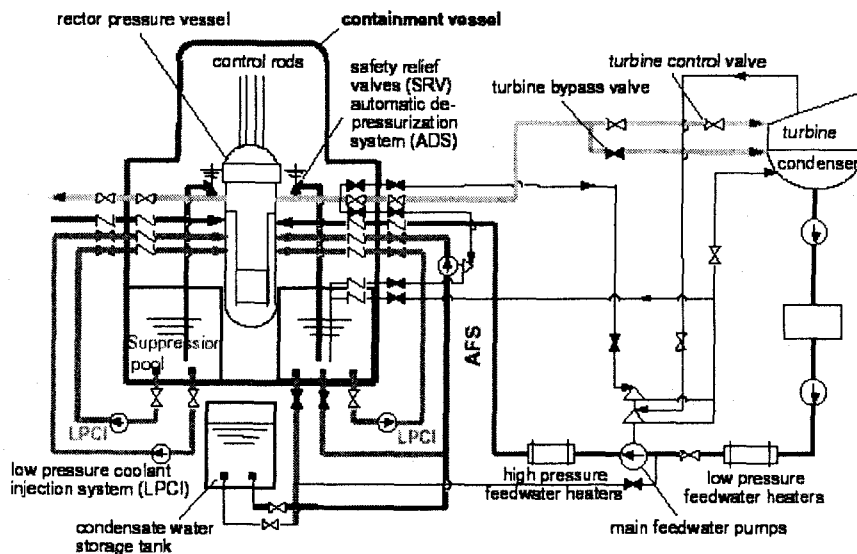 rector pressure vessel
containment vessel
control rods
safety relief
valves (SRV)
automatic de-
pressurization
system (ADS)
turbine control valve
turbine bypass valve
turbine
condenser
Suppression
pool
AFS
LPCI
LPCI
low pressure coolant
injection system (LPCI)
condensate water
storage tank
high pressure
feedwater heaters
low pressure
feedwater heaters
main feedwater pumps